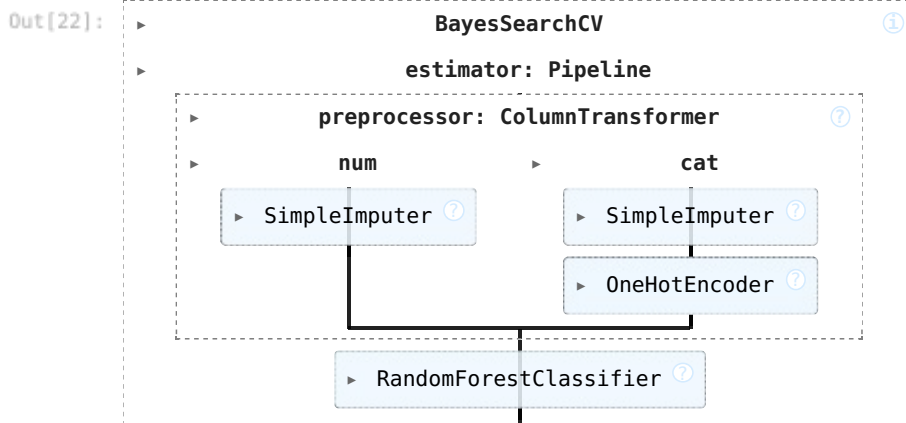 Out[22]:
▸ BayesSearchCV i
▸ estimator: Pipeline
▸ preprocessor: ColumnTransformer ?
▸ num ▸ cat
▸ SimpleImputer ? ▸ SimpleImputer ?
▸ OneHotEncoder ?
▸ RandomForestClassifier ?